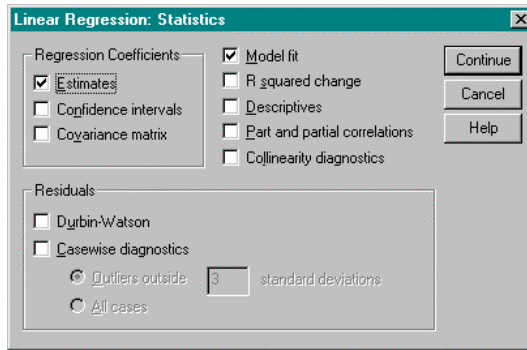 Linear Regression: Statistics
Regression Coefficients
Estimates
Confidence intervals
Covariance matrix
Model fit
R squared change
Descriptives
Part and partial correlations
Collinearity diagnostics
Continue
Cancel
Help
Residuals
Durbin-Watson
Casewise diagnostics
Outliers outside 3 standard deviations
All cases